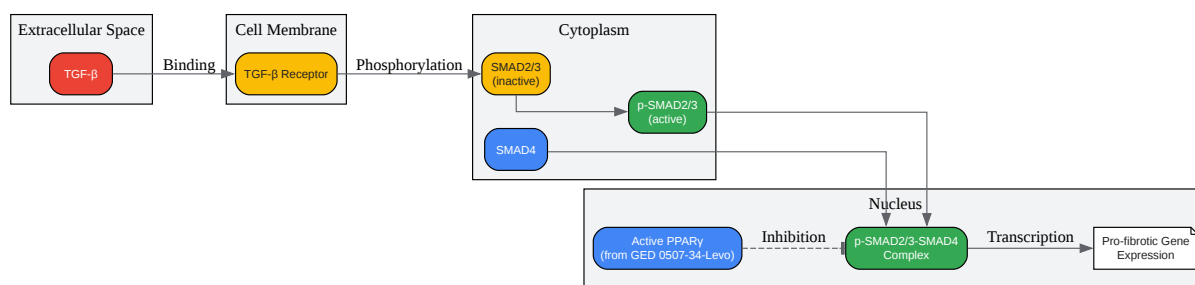 Extracellular Space
TGF-β
Binding
Cell Membrane
TGF-β Receptor
Phosphorylation
Cytoplasm
SMAD2/3
(inactive)
p-SMAD2/3
(active)
SMAD4
Nucleus
Active PPARγ
(from GED 0507-34-Levo)
Inhibition
p-SMAD2/3-SMAD4
Complex
Transcription
Pro-fibrotic Gene
Expression